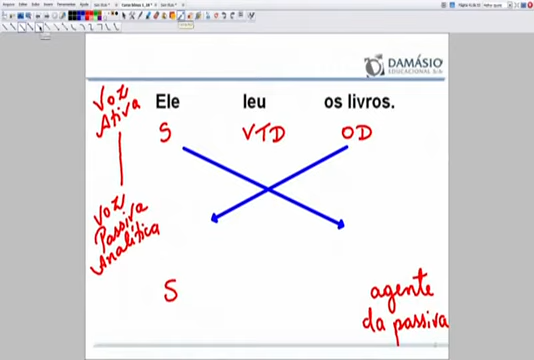 DAMÁSIO
EDUCACIONAL S/A
Voz
Ativa
Ele leu os livros.
S VTD OD
Voz
Passiva
Analítica
S
agente
da passiva